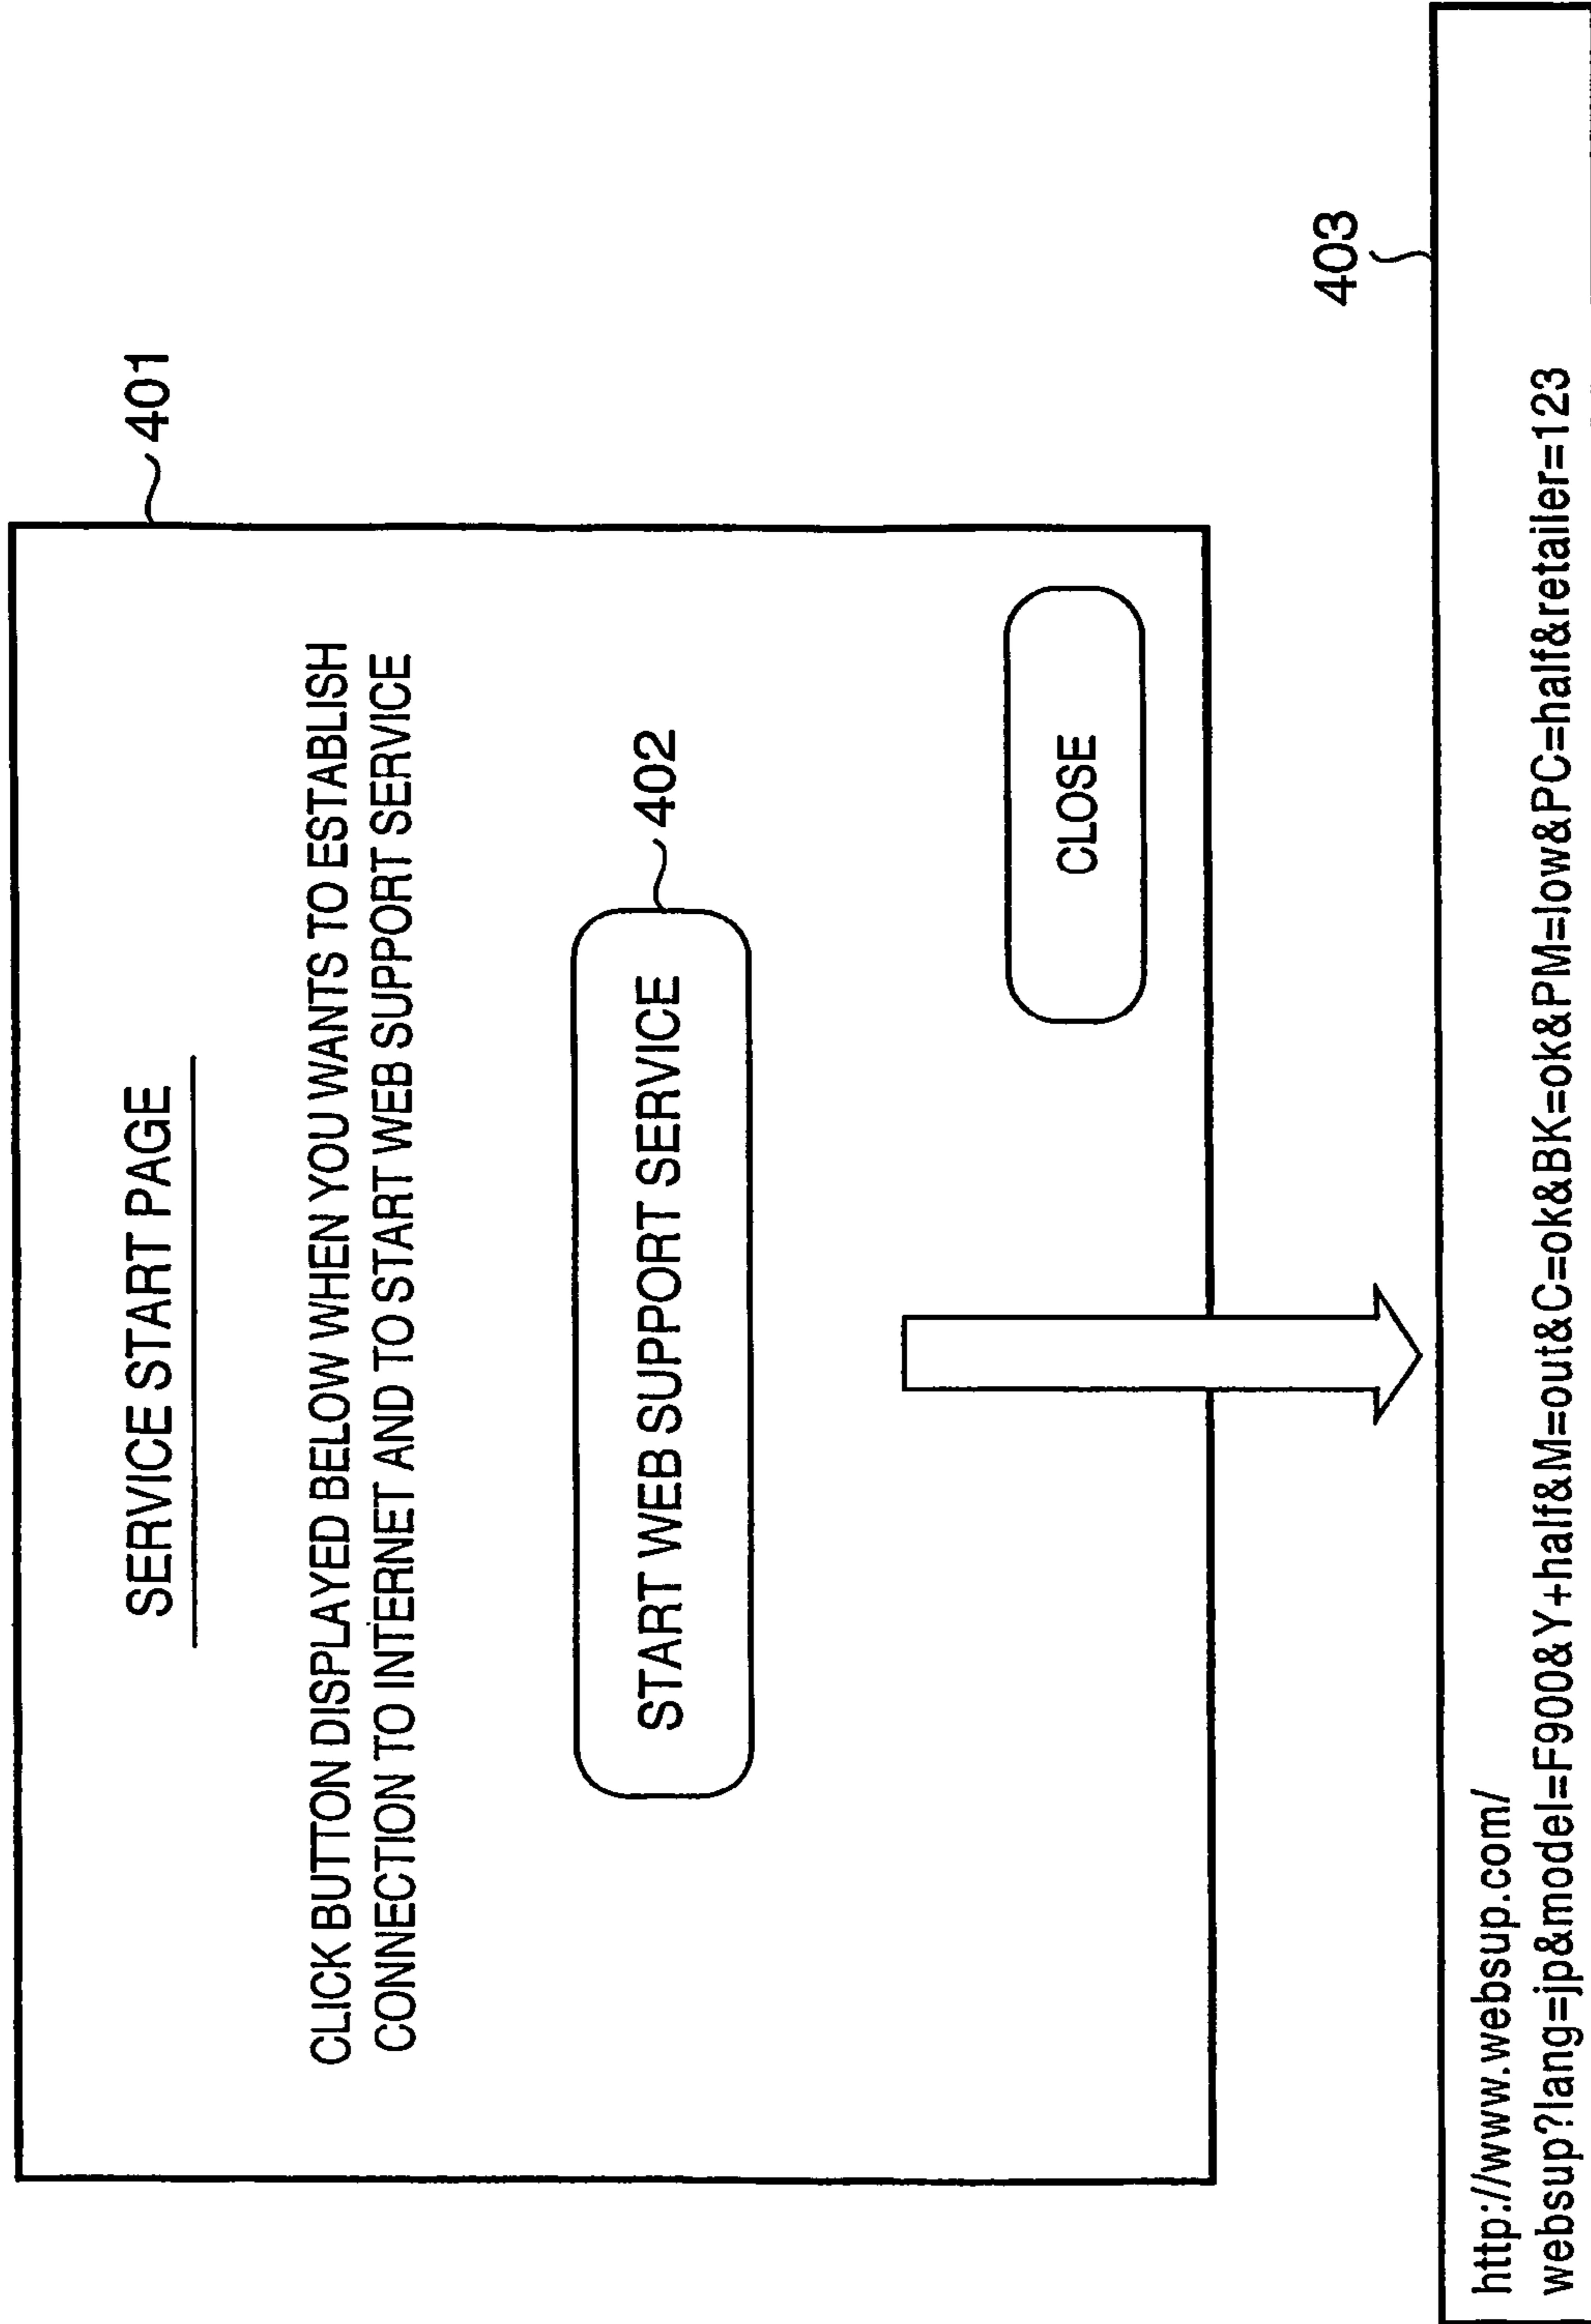 SERVICE START PAGE
401
CLICK BUTTON DISPLAYED BELOW WHEN YOU WANTS TO ESTABLISH
CONNECTION TO INTERNET AND TO START WEB SUPPORT SERVICE
402
START WEB SUPPORT SERVICE
CLOSE
403
http://www.websup.com/
websup?lang=jp&model=F900&Y+half&M=out&C=ok&BK=ok&PM=low&PC=half&retailer=123